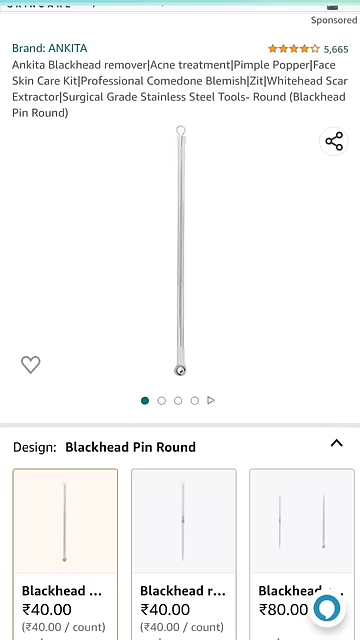 Sponsored
Brand: ANKITA
5,665
Ankita Blackhead remover|Acne treatment|Pimple Popper|Face
Skin Care Kit|Professional Comedone Blemish|Zit|Whitehead Scar
Extractor|Surgical Grade Stainless Steel Tools- Round (Blackhead
Pin Round)
Design: Blackhead Pin Round
Blackhead ... Blackhead r... Blackhead
₹40.00 ₹40.00 ₹80.00
(₹40.00 / count) (₹40.00 / count)